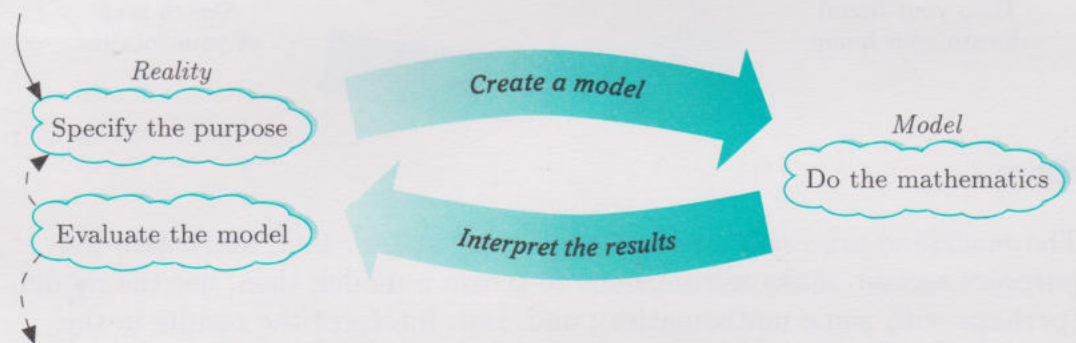 Reality
Specify the purpose
Create a model
Model
Do the mathematics
Interpret the results
Evaluate the model